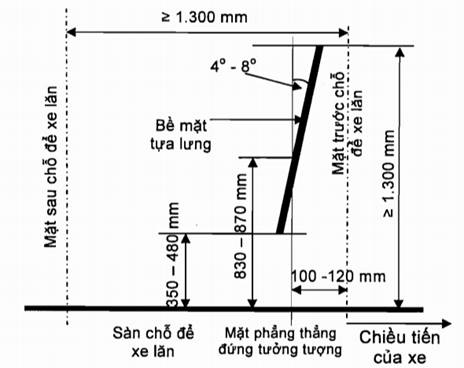 ≥ 1.300 mm
4° - 8°
Bề mặt
tựa lưng
Mặt sau chỗ để xe lăn
Mặt trước chỗ
để xe lăn
≥ 1.300 mm
350 – 480 mm
830 – 870 mm
100 -120 mm
Sàn chỗ để
xe lăn
Mặt phẳng thẳng
đứng tưởng tượng
Chiều tiến
của xe